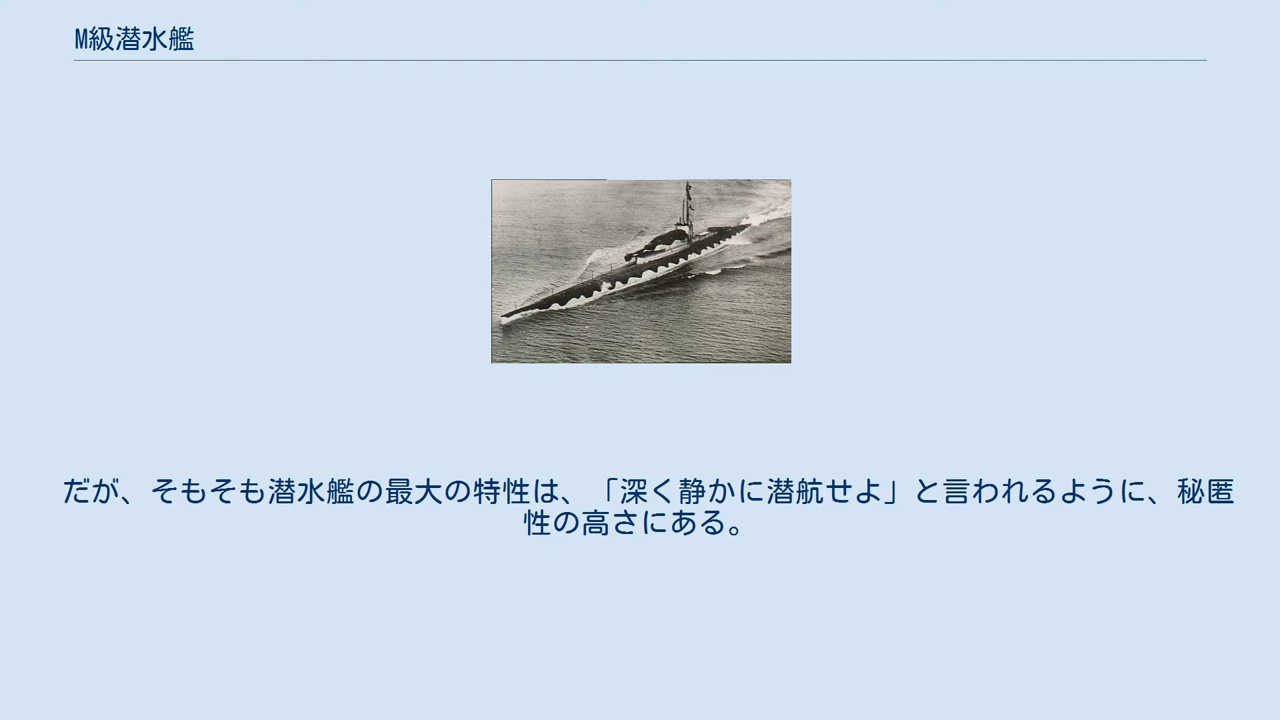 M級潜水艦
だが、そもそも潜水艦の最大の特性は、「深く静かに潜航せよ」と言われるように、秘匿
性の高さにある。